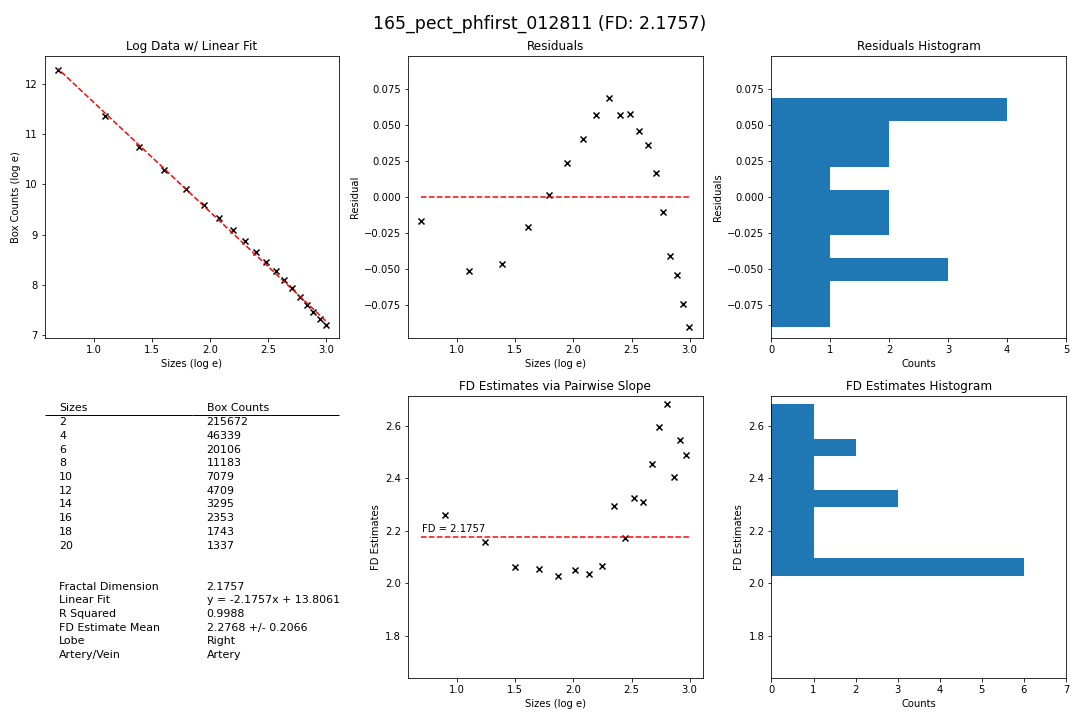 165_pect_phfirst_012811 (FD: 2.1757)
Log Data w/ Linear Fit
Box Counts (log e)
12
11
10
9
8
7
1.0 1.5 2.0 2.5 3.0
Sizes (log e)
Residuals
Residual
0.075
0.050
0.025
0.000
−0.025
−0.050
−0.075
1.0 1.5 2.0 2.5 3.0
Sizes (log e)
Residuals Histogram
Residuals
0.075
0.050
0.025
0.000
−0.025
−0.050
−0.075
0 1 2 3 4 5
Counts
Sizes Box Counts
2 215672
4 46339
6 20106
8 11183
10 7079
12 4709
14 3295
16 2353
18 1743
20 1337
Fractal Dimension 2.1757
Linear Fit y = -2.1757x + 13.8061
R Squared 0.9988
FD Estimate Mean 2.2768 +/- 0.2066
Lobe Right
Artery/Vein Artery
FD Estimates via Pairwise Slope
FD Estimates
2.6
2.4
2.2
2.0
1.8
FD = 2.1757
1.0 1.5 2.0 2.5 3.0
Sizes (log e)
FD Estimates Histogram
FD Estimates
2.6
2.4
2.2
2.0
1.8
0 1 2 3 4 5 6 7
Counts